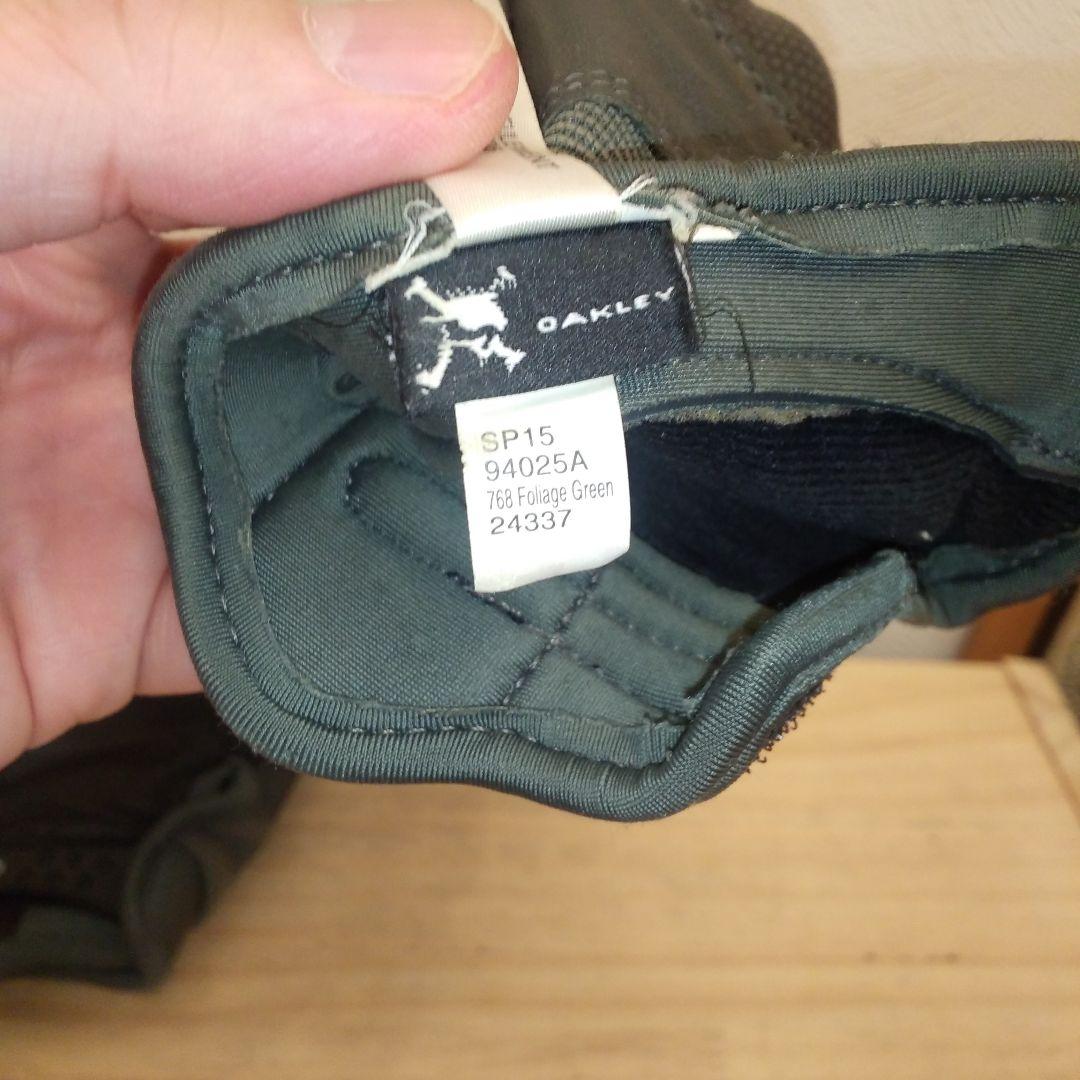 OAKLEY
SP15
94025A
768 Foliage Green
24337